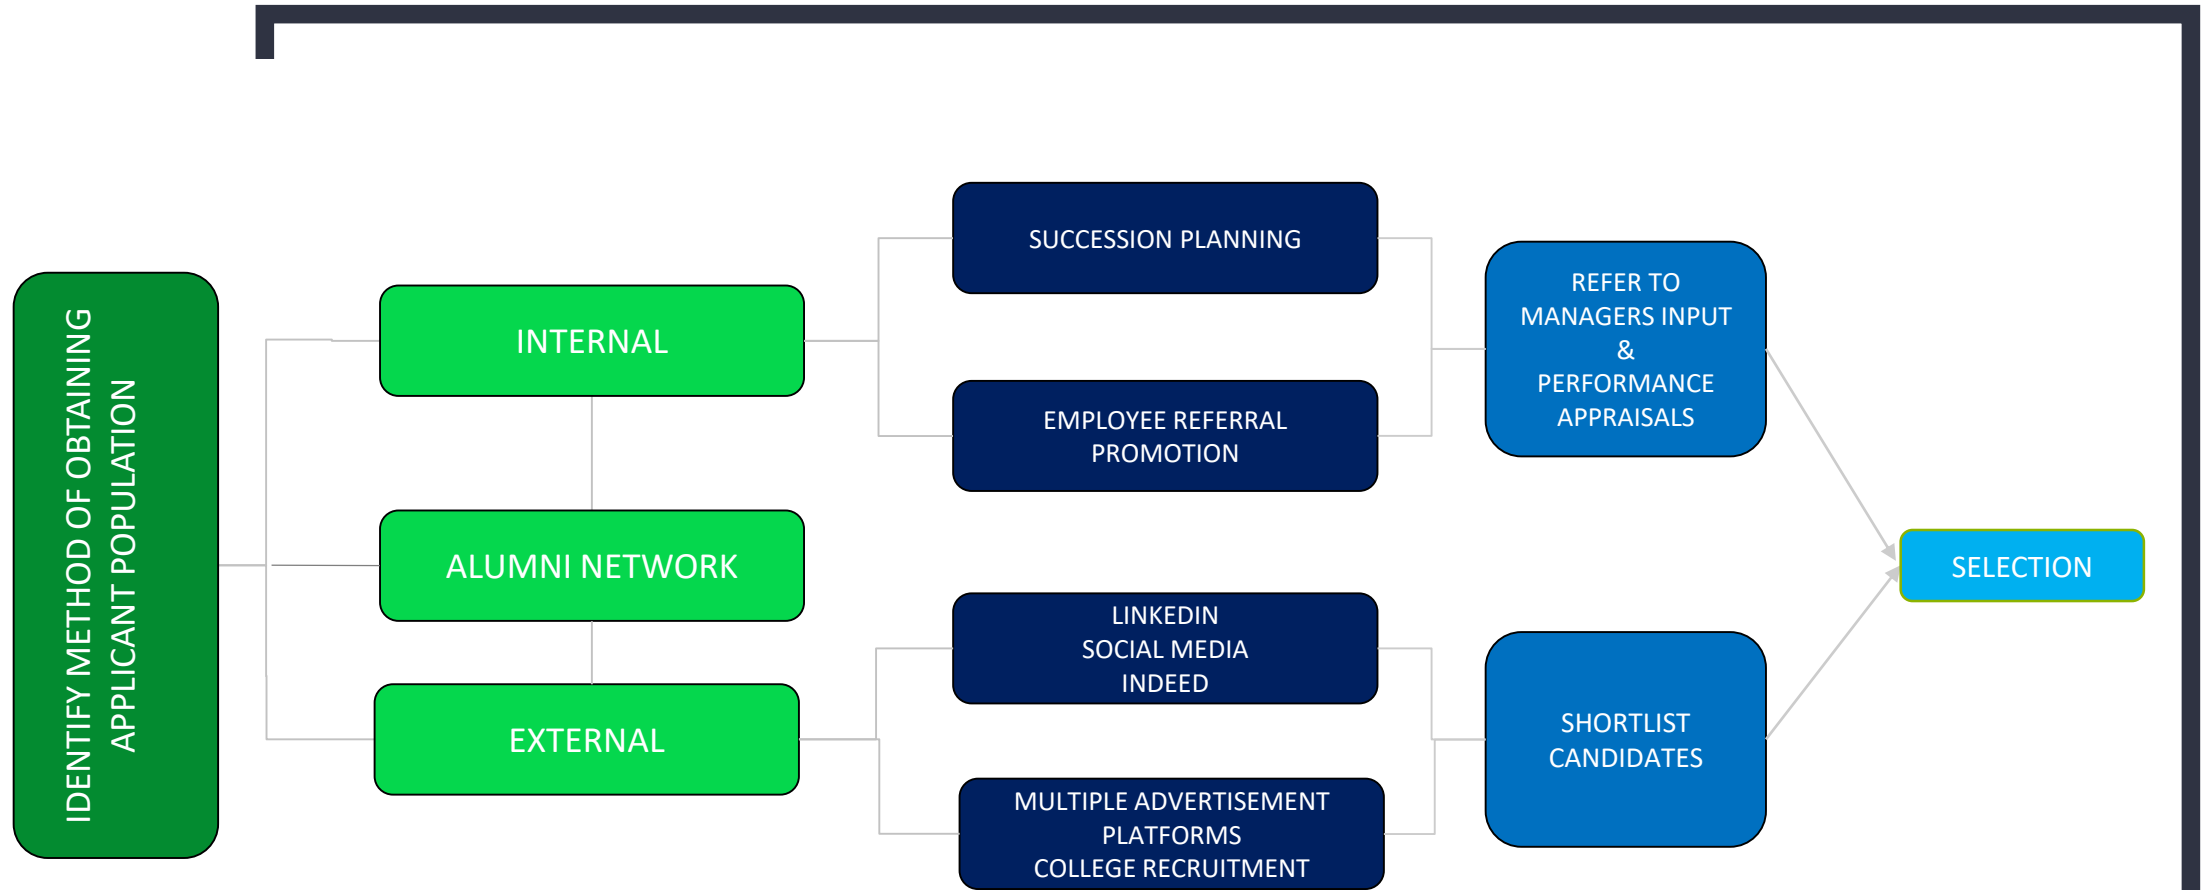 IDENTIFY METHOD OF OBTAINING
APPLICANT POPULATION
INTERNAL
ALUMNI NETWORK
EXTERNAL
SUCCESSION PLANNING
EMPLOYEE REFERRAL
PROMOTION
LINKEDIN
SOCIAL MEDIA
INDEED
MULTIPLE ADVERTISEMENT
PLATFORMS
COLLEGE RECRUITMENT
REFER TO
MANAGERS INPUT
&
PERFORMANCE
APPRAISALS
SHORTLIST
CANDIDATES
SELECTION